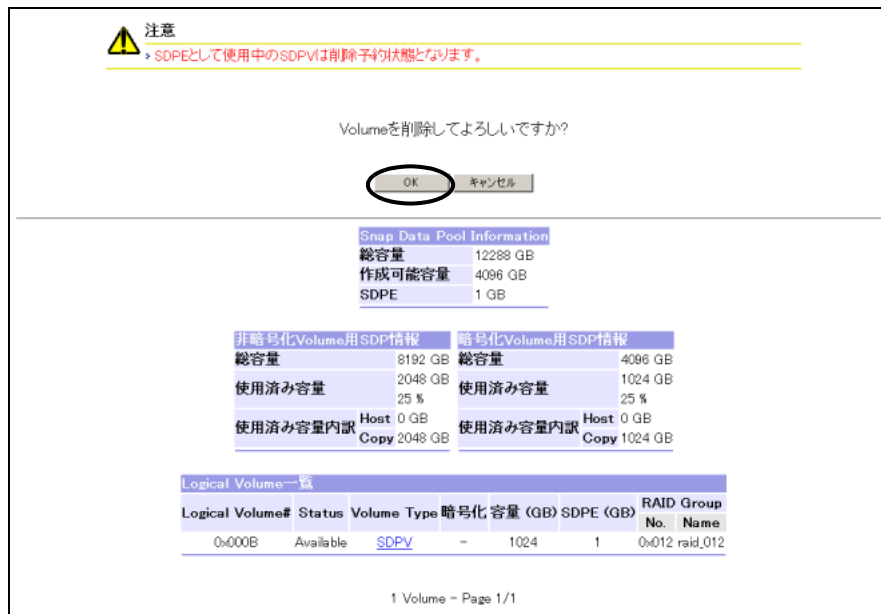 注意
› SDPEとして使用中のSDPVは削除予約状態となります。
Volumeを削除してよろしいですか?
OK キャンセル
Snap Data Pool Information
総容量 12288 GB
作成可能容量 4096 GB
SDPE 1 GB
非暗号化Volume用SDP情報
総容量 8192 GB
使用済み容量 2048 GB
25 %
使用済み容量内訳 Host 0 GB
Copy 2048 GB
暗号化Volume用SDP情報
総容量 4096 GB
使用済み容量 1024 GB
25 %
使用済み容量内訳 Host 0 GB
Copy 1024 GB
Logical Volume一覧
Logical Volume# Status Volume Type 暗号化 容量 (GB) SDPE (GB) RAID Group
No. Name
0x000B Available SDPV - 1024 1 0x012 raid_012
1 Volume - Page 1/1